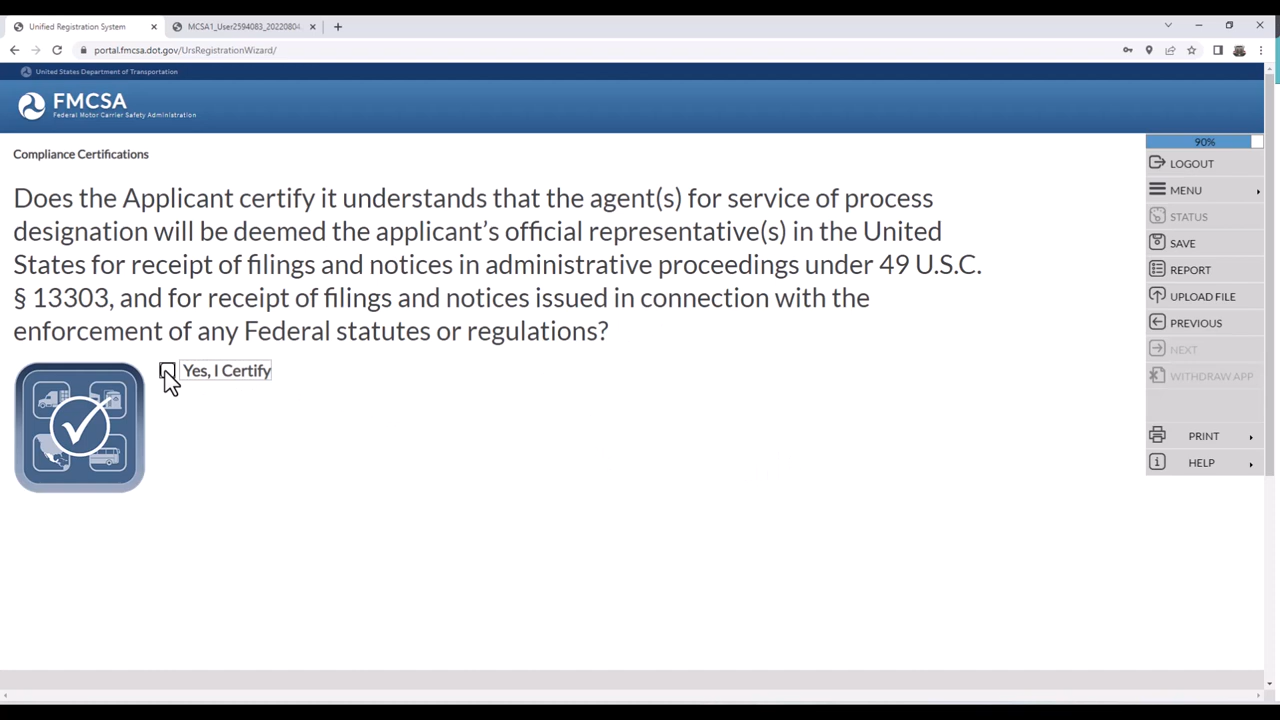 Unified Registration System
MCSA1_User2594083_20220804
portal.fmcsa.dot.gov/UrsRegistrationWizard/
United States Department of Transportation
FMCSA
Federal Motor Carrier Safety Administration
Compliance Certifications
Does the Applicant certify it understands that the agent(s) for service of process
designation will be deemed the applicant's official representative(s) in the United
States for receipt of filings and notices in administrative proceedings under 49 U.S.C.
§ 13303, and for receipt of filings and notices issued in connection with the
enforcement of any Federal statutes or regulations?
Yes, I Certify
90%
LOGOUT
MENU
STATUS
SAVE
REPORT
UPLOAD FILE
PREVIOUS
NEXT
WITHDRAW APP
PRINT
HELP